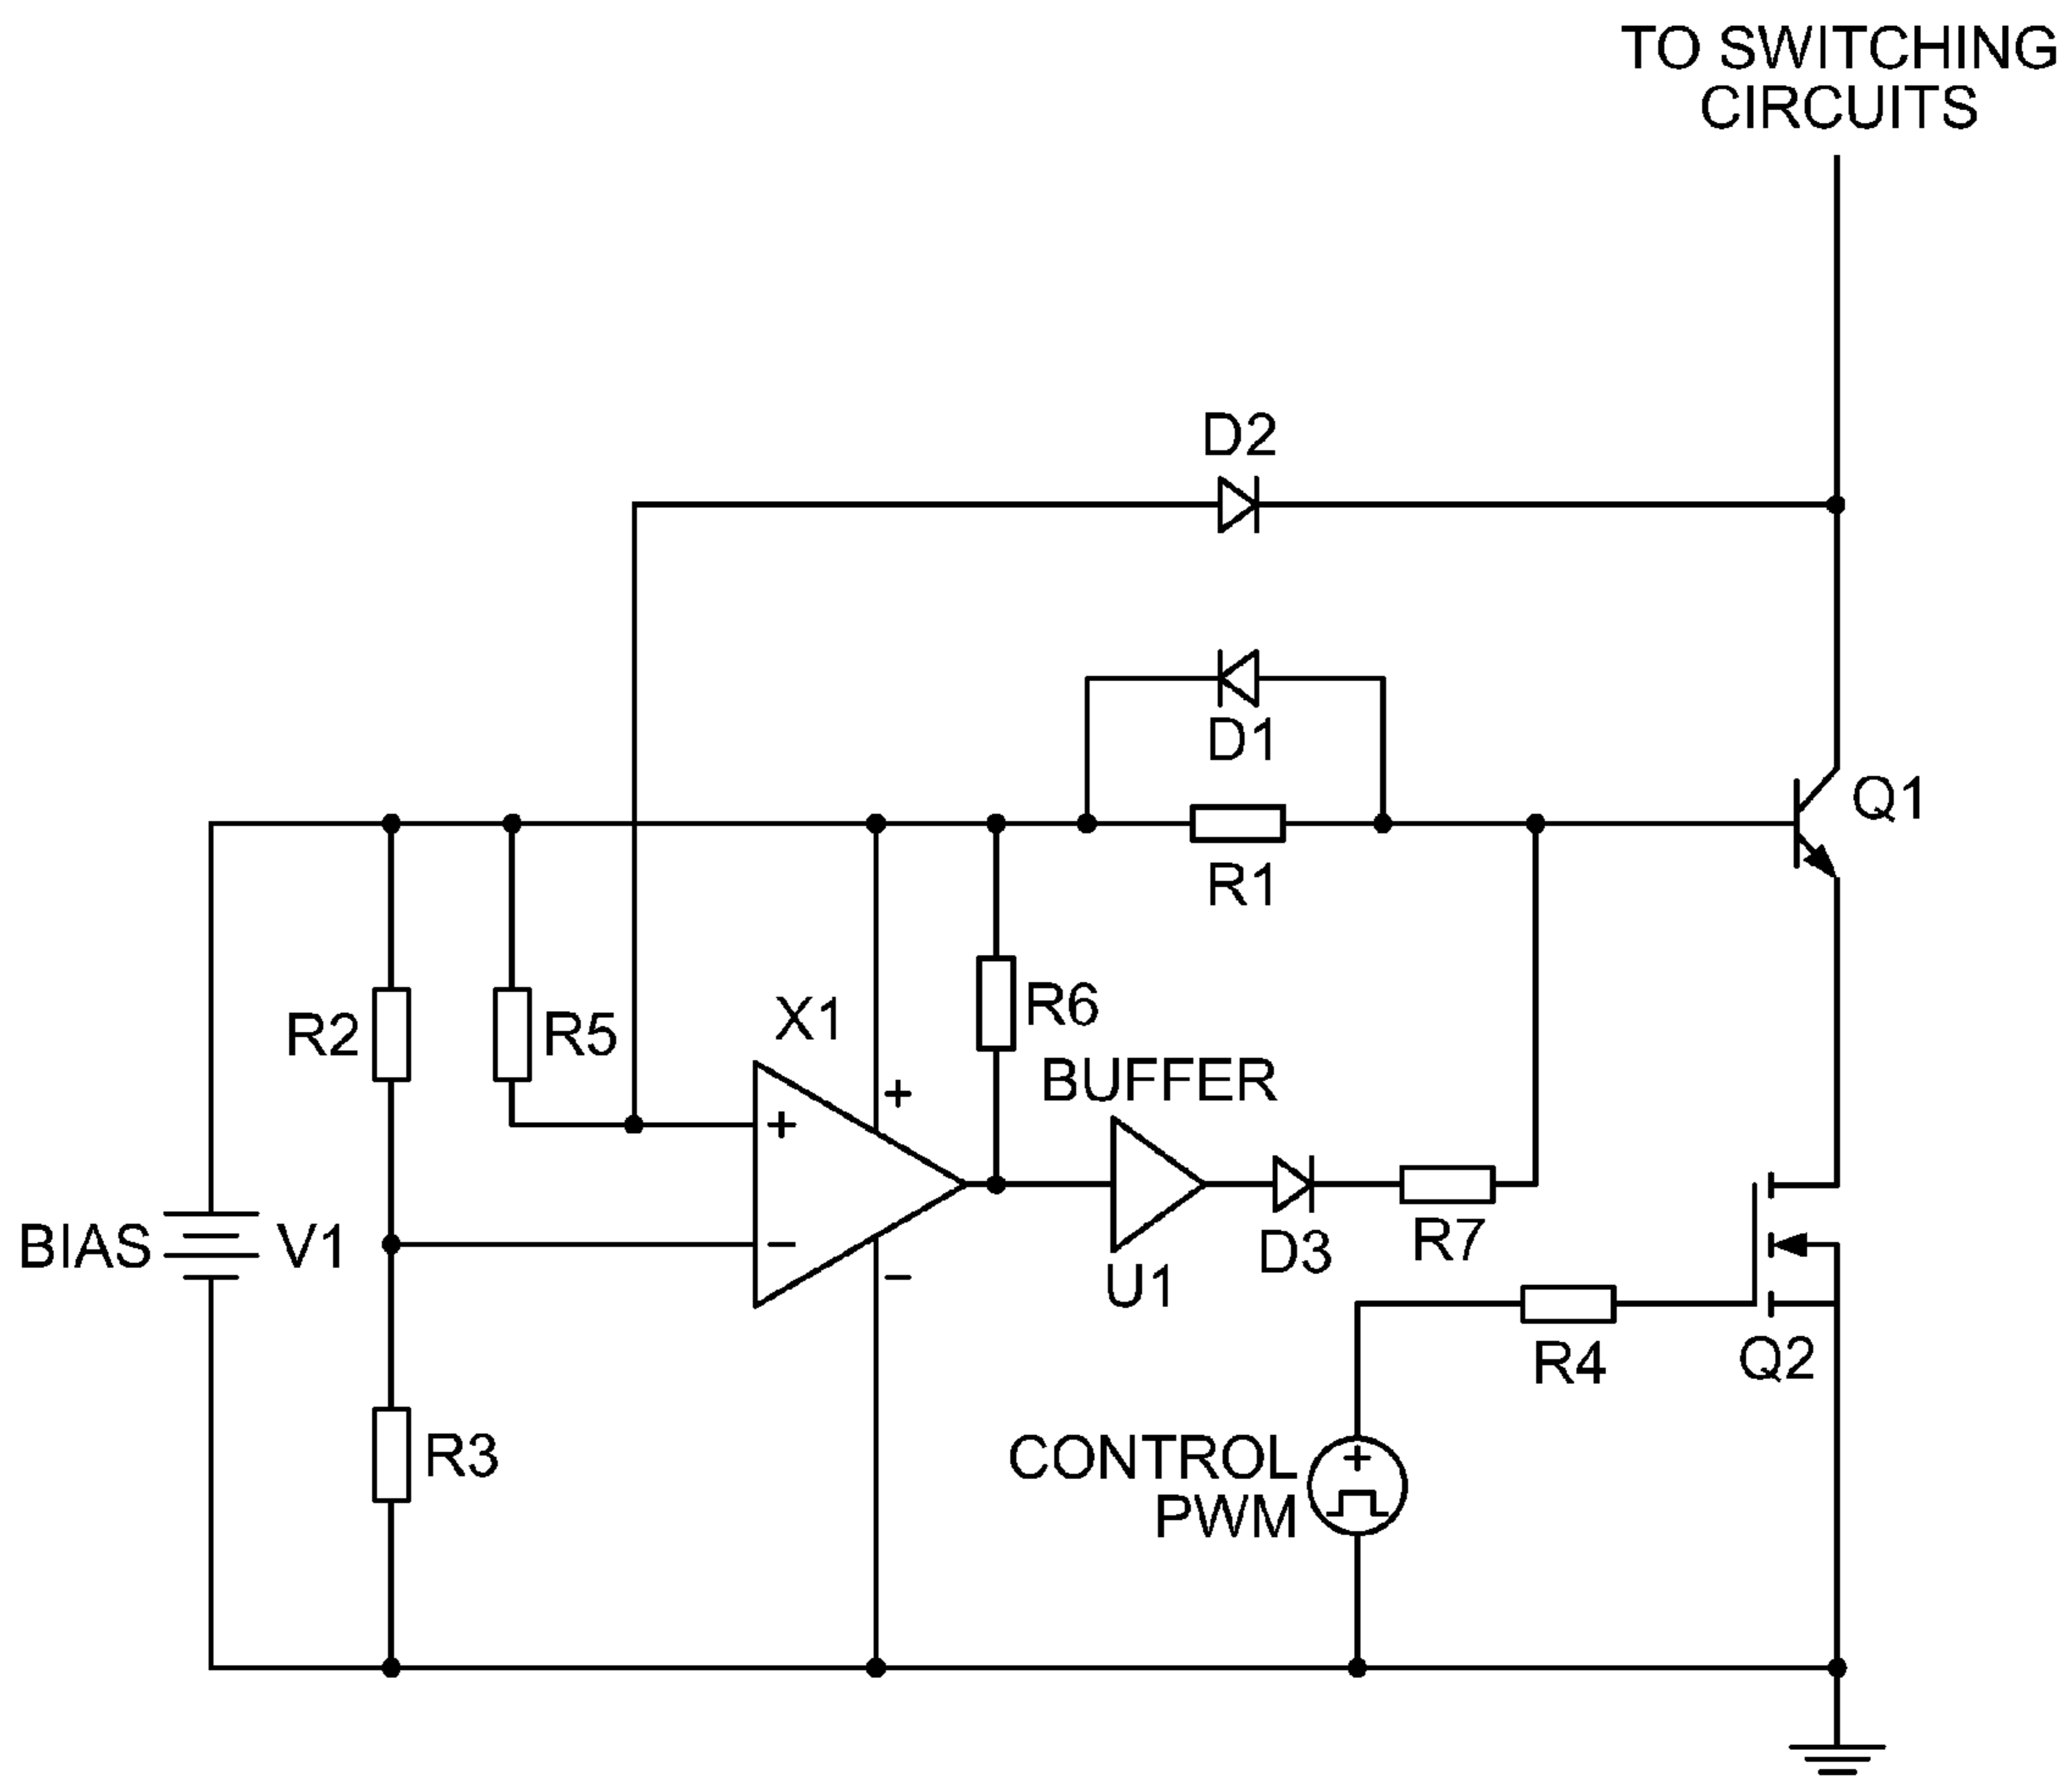 TO SWITCHING
CIRCUITS
D2
D1
Q1
R1
R2
R5
X1
R6
+
BUFFER
+
BIAS
V1
−
−
U1
D3
R7
R4
Q2
R3
CONTROL
PWM
+